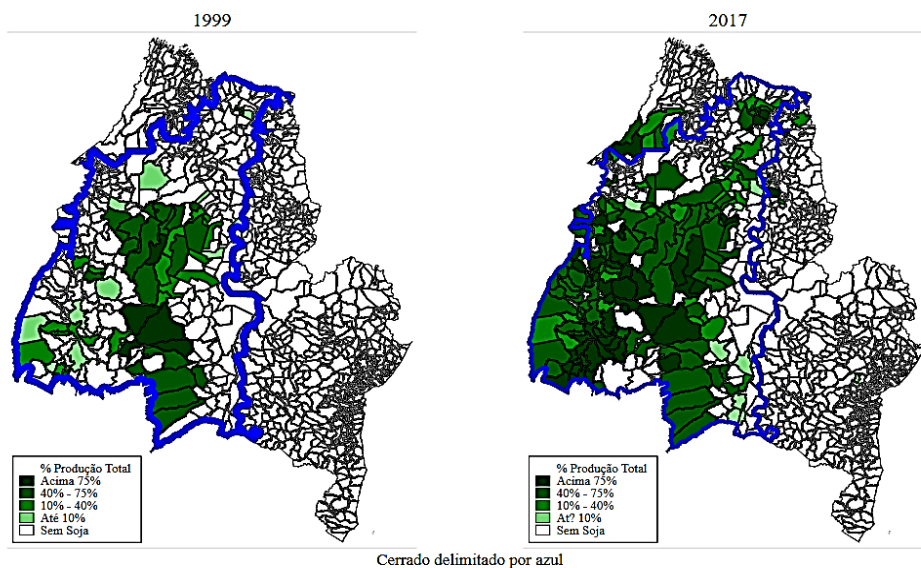 1999
2017
% Produção Total
Acima 75%
40% - 75%
10% - 40%
Até 10%
Sem Soja
% Produção Total
Acima 75%
40% - 75%
10% - 40%
At? 10%
Sem Soja
Cerrado delimitado por azul